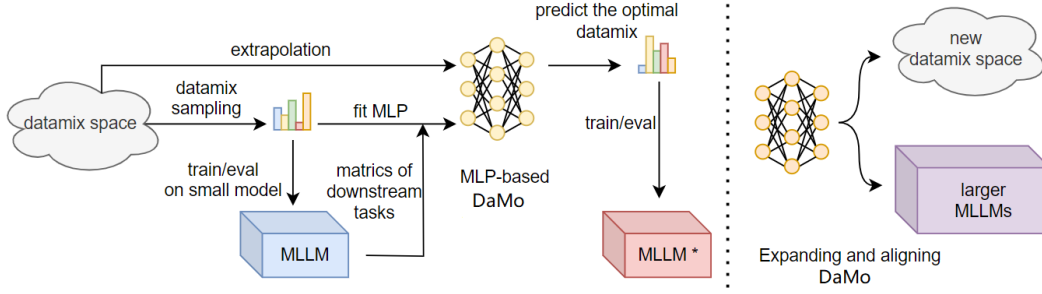 datamix space
extrapolation
datamix
sampling
fit MLP
train/eval
on small model
matrics of
downstream
tasks
MLLM
MLP-based
DaMo
predict the optimal
datamix
train/eval
MLLM *
new
datamix space
larger
MLLMs
Expanding and aligning
DaMo